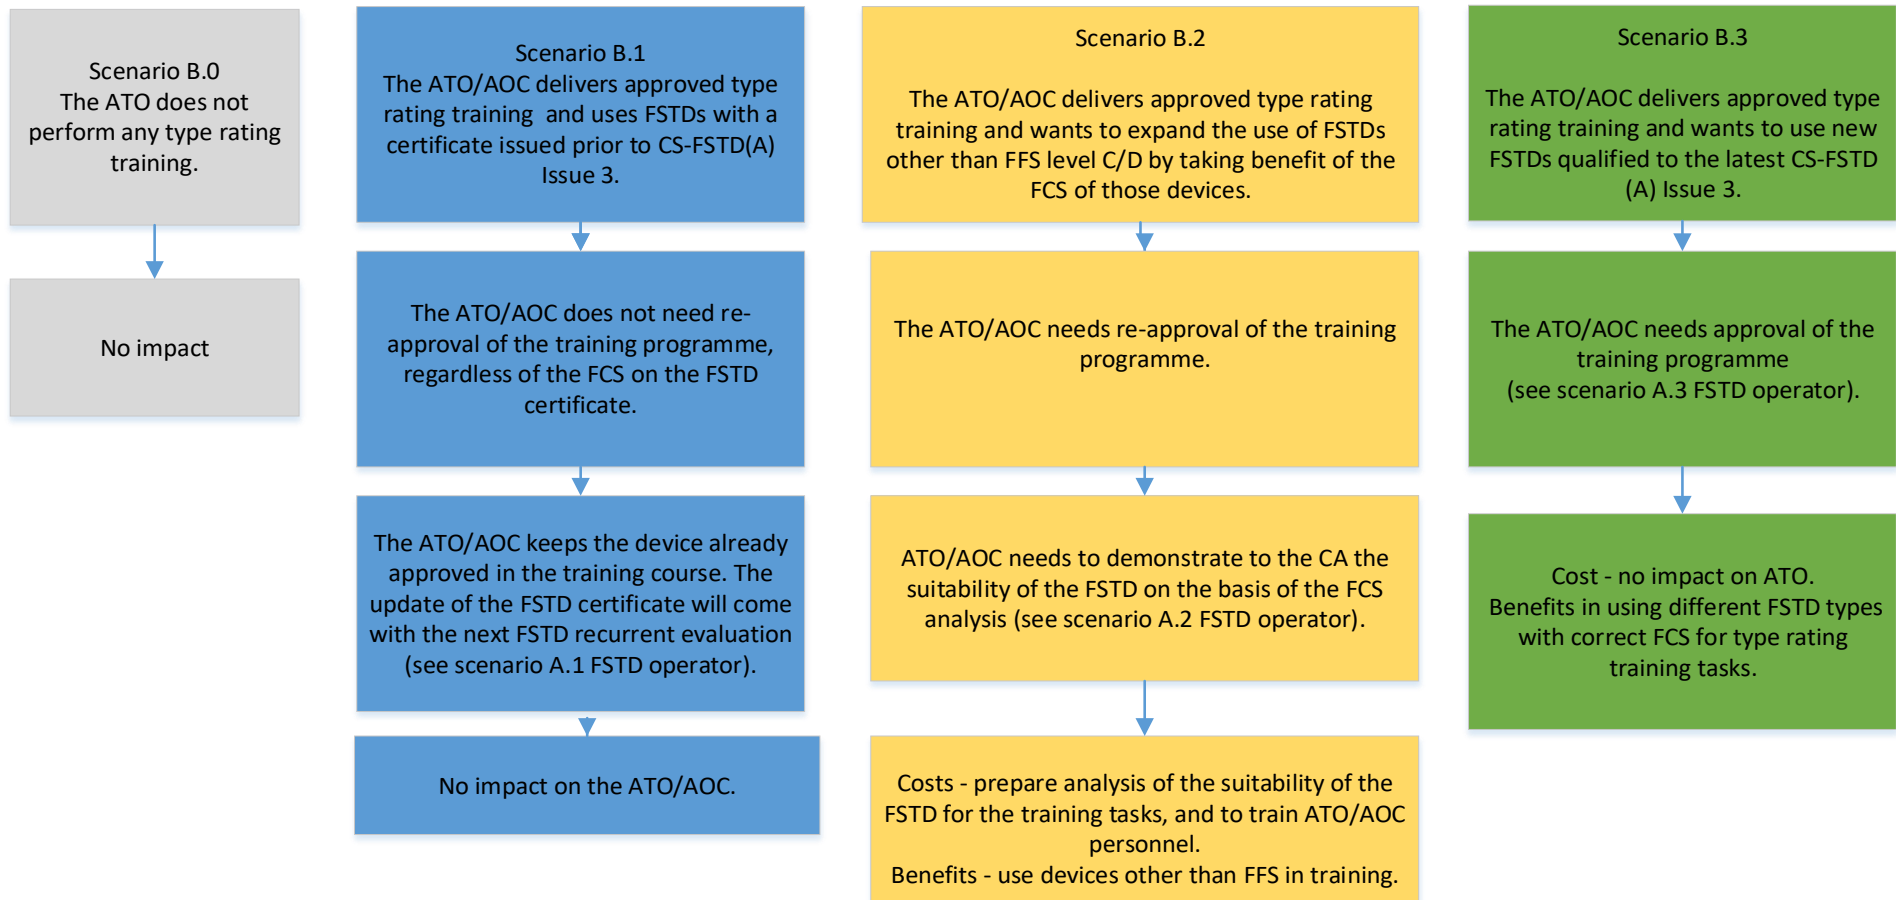 Scenario B.0
The ATO does not
perform any type rating
training.
No impact
Scenario B.1
The ATO/AOC delivers approved type
rating training  and uses FSTDs with a
certificate issued prior to CS-FSTD(A)
Issue 3.
The ATO/AOC does not need re-
approval of the training programme,
regardless of the FCS on the FSTD
certificate.
The ATO/AOC keeps the device already
approved in the training course. The
update of the FSTD certificate will come
with the next FSTD recurrent evaluation
(see scenario A.1 FSTD operator).
No impact on the ATO/AOC.
Scenario B.2
The ATO/AOC delivers approved type rating
training and wants to expand the use of FSTDs
other than FFS level C/D by taking benefit of the
FCS of those devices.
The ATO/AOC needs re-approval of the training
programme.
ATO/AOC needs to demonstrate to the CA the
suitability of the FSTD on the basis of the FCS
analysis (see scenario A.2 FSTD operator).
Costs - prepare analysis of the suitability of the
FSTD for the training tasks, and to train ATO/AOC
personnel.
Benefits - use devices other than FFS in training.
Scenario B.3
The ATO/AOC delivers approved type
rating training and wants to use new
FSTDs qualified to the latest CS-FSTD
(A) Issue 3.
The ATO/AOC needs approval of the
training programme
(see scenario A.3 FSTD operator).
Cost - no impact on ATO.
Benefits in using different FSTD types
with correct FCS for type rating
training tasks.